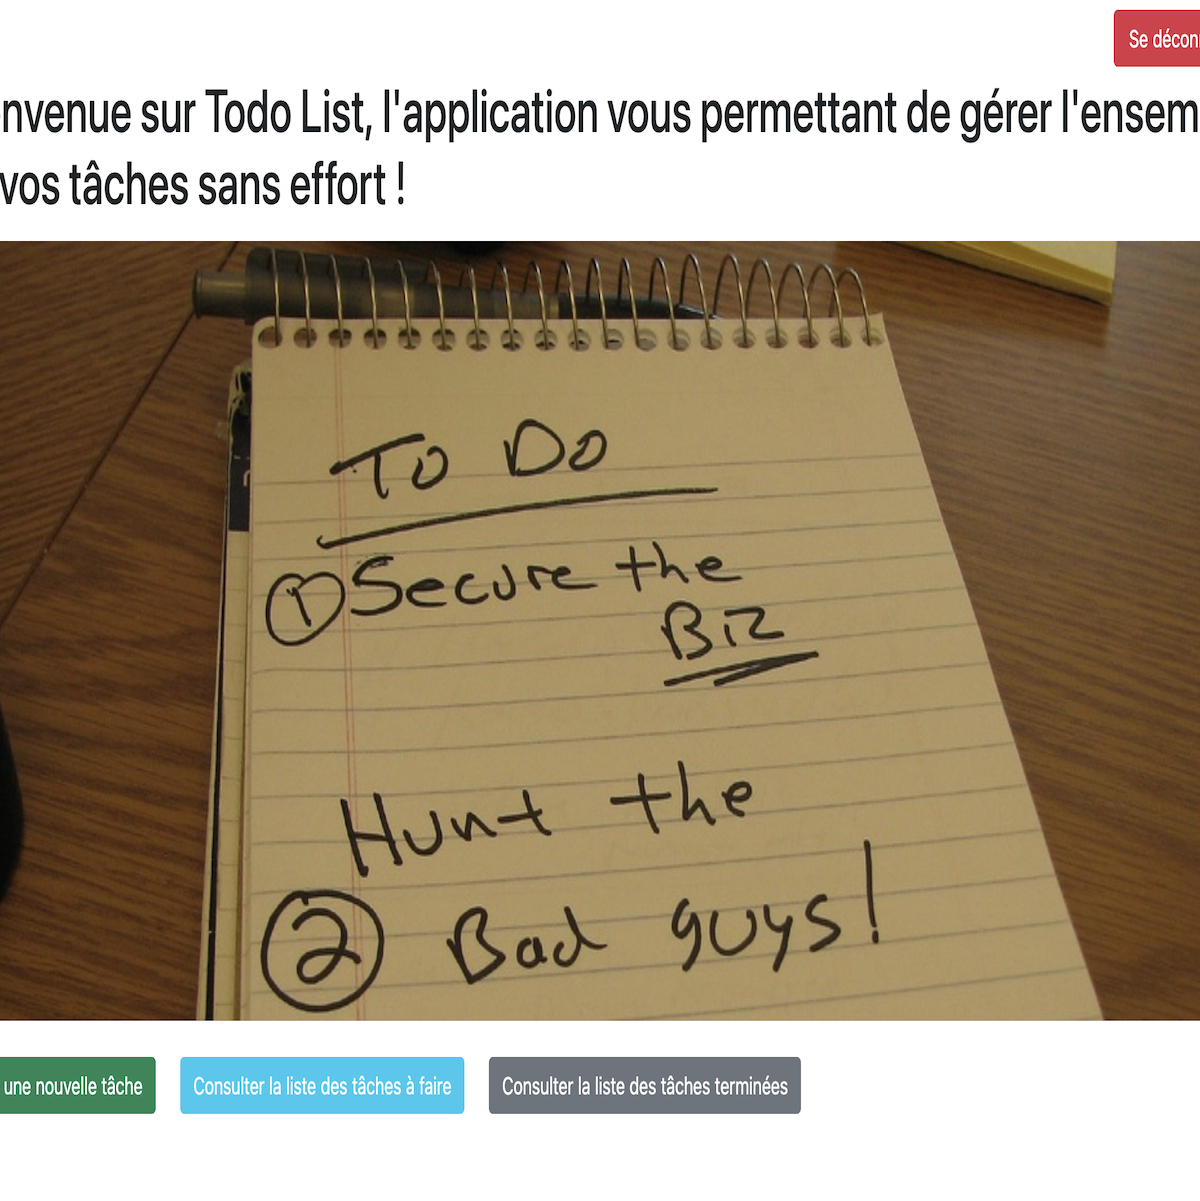 Se décon
nvenue sur Todo List, l'application vous permettant de gérer l'ensem
vos tâches sans effort !
To Do
1 Secure the
Biz
Hunt the
2 Bad guys!
une nouvelle tâche
Consulter la liste des tâches à faire
Consulter la liste des tâches terminées